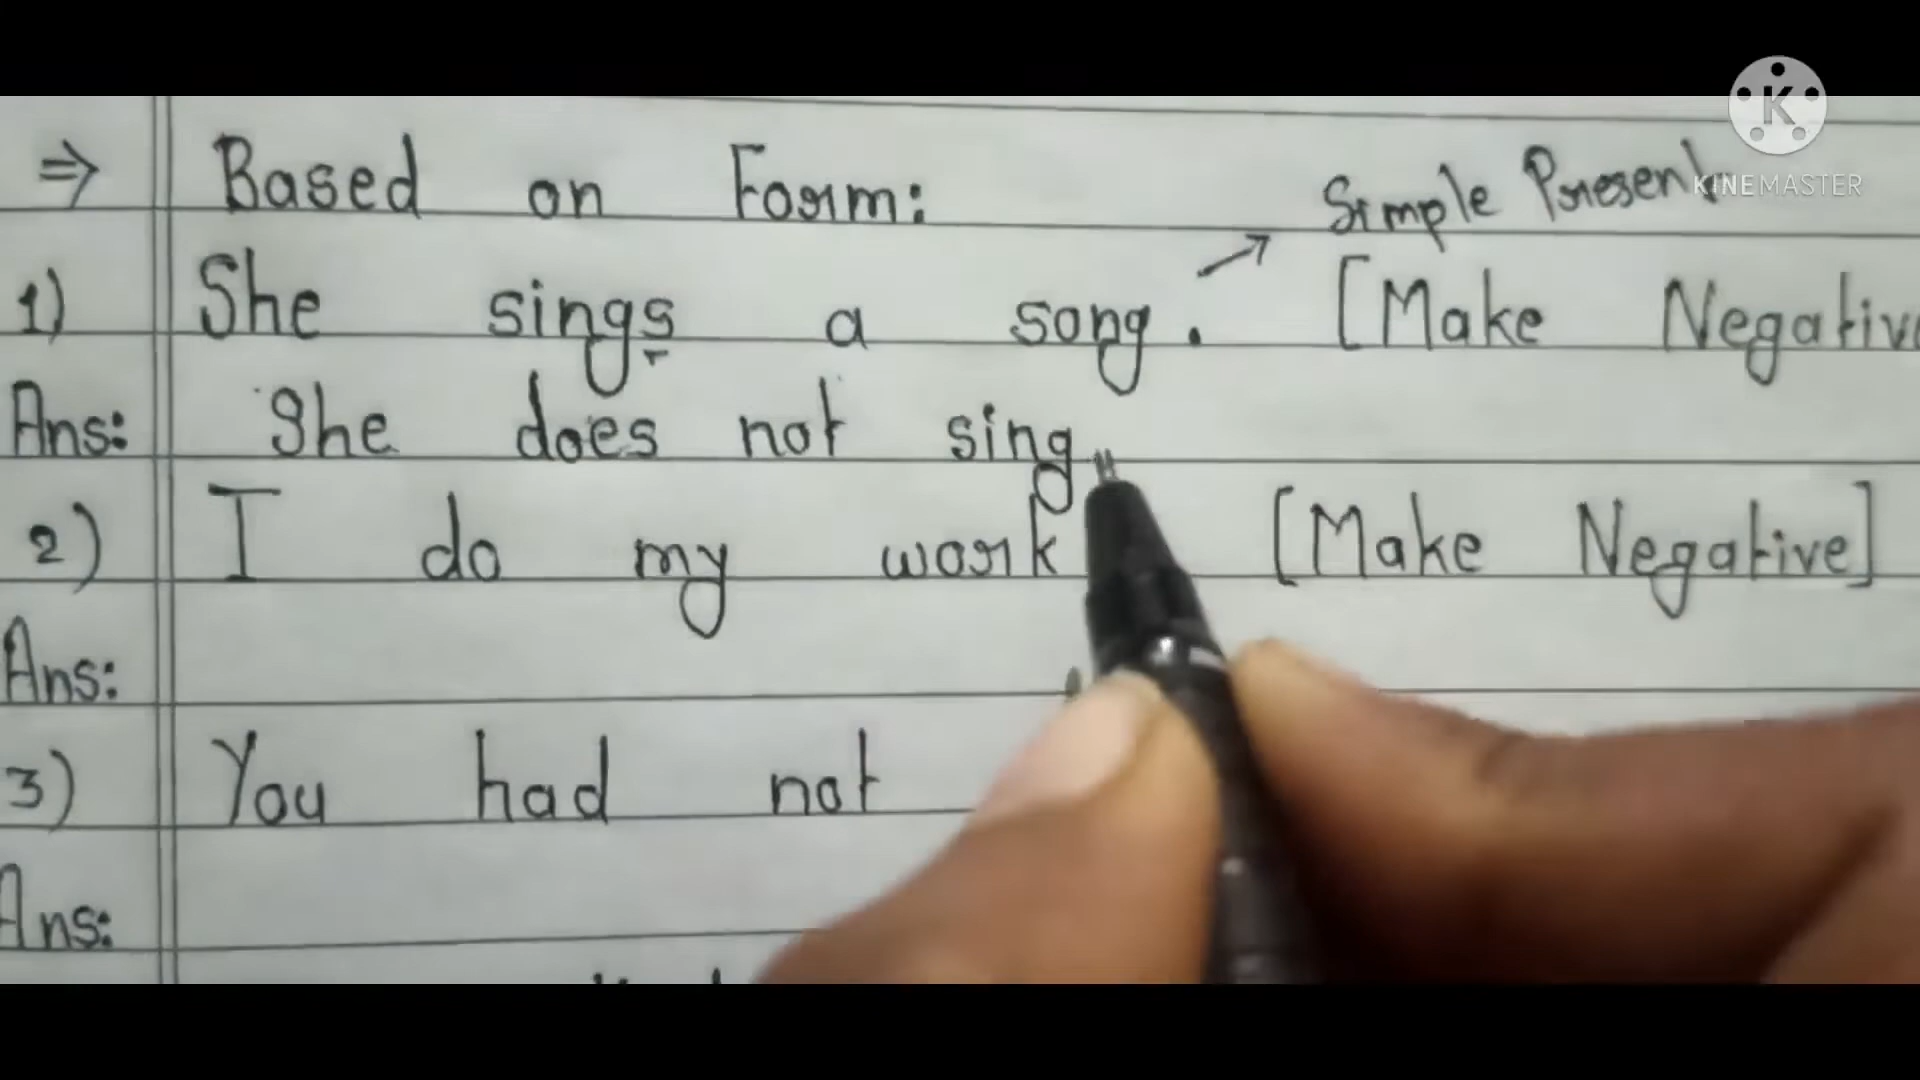 ⇒ Based on Form:
Simple Present
1) She sings a song. [Make Negative
Ans: She does not sing
2) I do my work [Make Negative]
Ans:
3) You had not
Ans:
K
KINEMASTER